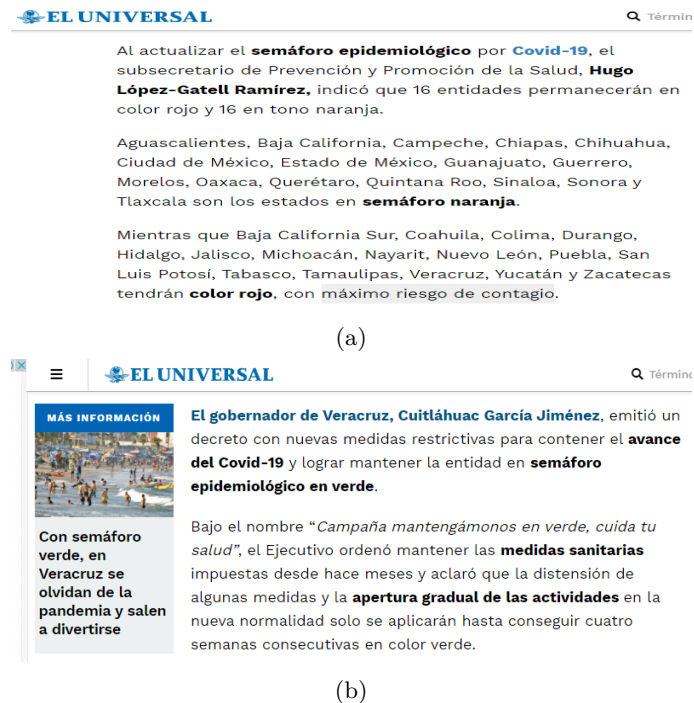 EL UNIVERSAL
Términ
Al actualizar el semáforo epidemiológico por Covid-19, el
subsecretario de Prevención y Promoción de la Salud, Hugo
López-Gatell Ramírez, indicó que 16 entidades permanecerán en
color rojo y 16 en tono naranja.
Aguascalientes, Baja California, Campeche, Chiapas, Chihuahua,
Ciudad de México, Estado de México, Guanajuato, Guerrero,
Morelos, Oaxaca, Querétaro, Quintana Roo, Sinaloa, Sonora y
Tlaxcala son los estados en semáforo naranja.
Mientras que Baja California Sur, Coahuila, Colima, Durango,
Hidalgo, Jalisco, Michoacán, Nayarit, Nuevo León, Puebla, San
Luis Potosí, Tabasco, Tamaulipas, Veracruz, Yucatán y Zacatecas
tendrán color rojo, con máximo riesgo de contagio.
(a)
EL UNIVERSAL
Término
MÁS INFORMACIÓN
Con semáforo
verde, en
Veracruz se
olvidan de la
pandemia y salen
a divertirse
El gobernador de Veracruz, Cuitláhuac García Jiménez, emitió un
decreto con nuevas medidas restrictivas para contener el avance
del Covid-19 y lograr mantener la entidad en semáforo
epidemiológico en verde.
Bajo el nombre “Campaña mantengámonos en verde, cuida tu
salud”, el Ejecutivo ordenó mantener las medidas sanitarias
impuestas desde hace meses y aclaró que la distensión de
algunas medidas y la apertura gradual de las actividades en la
nueva normalidad solo se aplicarán hasta conseguir cuatro
semanas consecutivas en color verde.
(b)